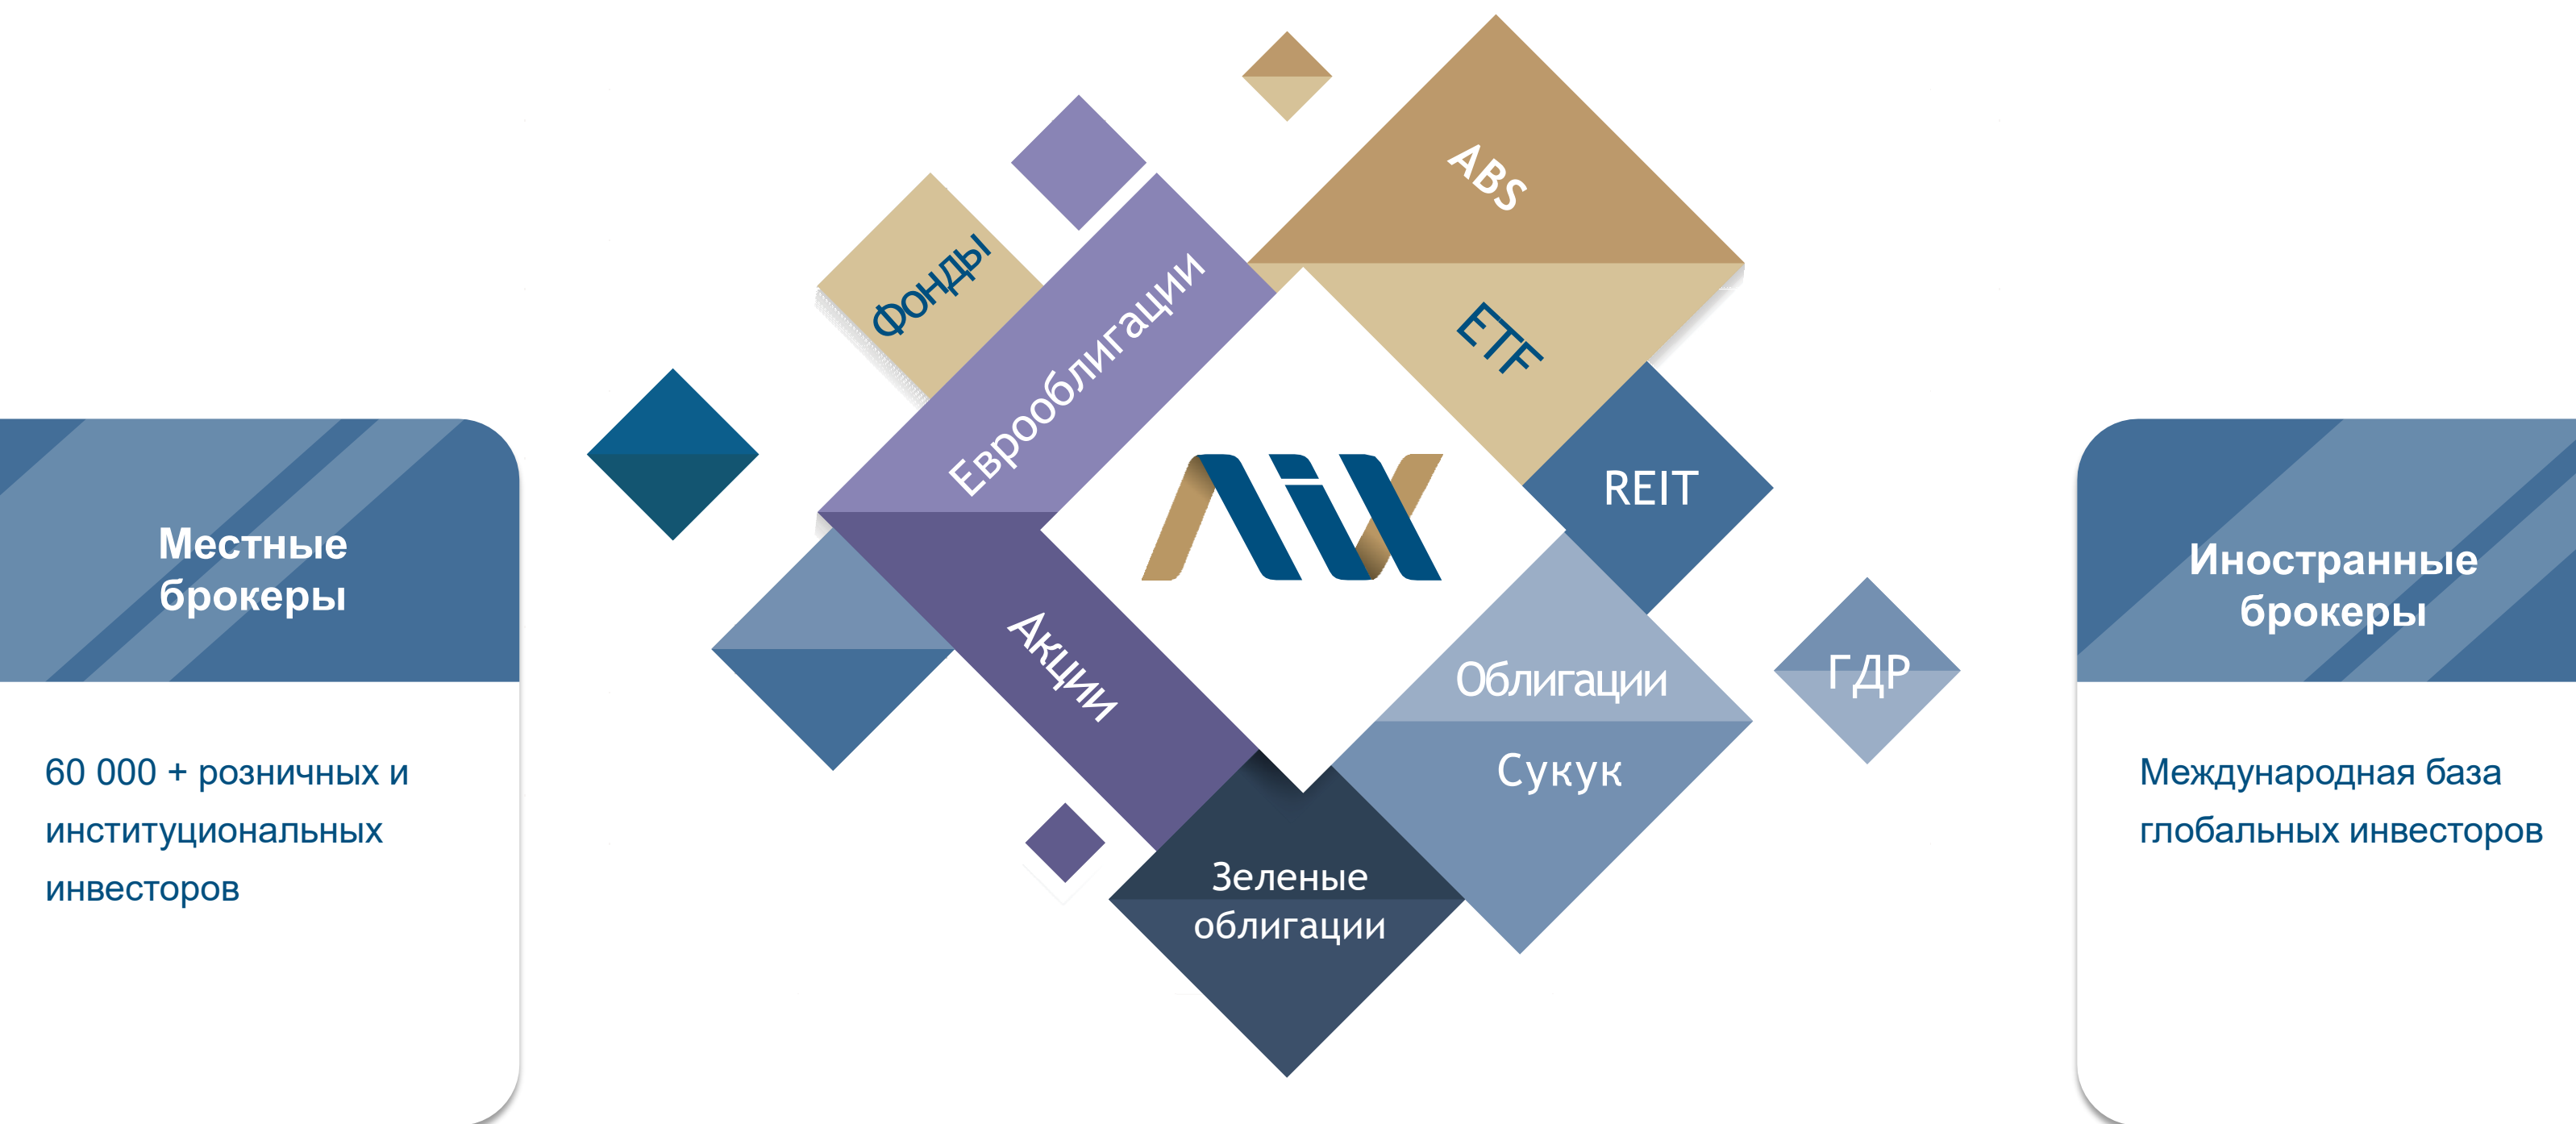 Местные
брокеры
60 000 + розничных и
институциональных
инвесторов
ABS
Фонды
Еврооблигации
ETF
REIT
AIX
Акции
Облигации
ГДР
Сукук
Зеленые
облигации
Иностранные
брокеры
Международная база
глобальных инвесторов